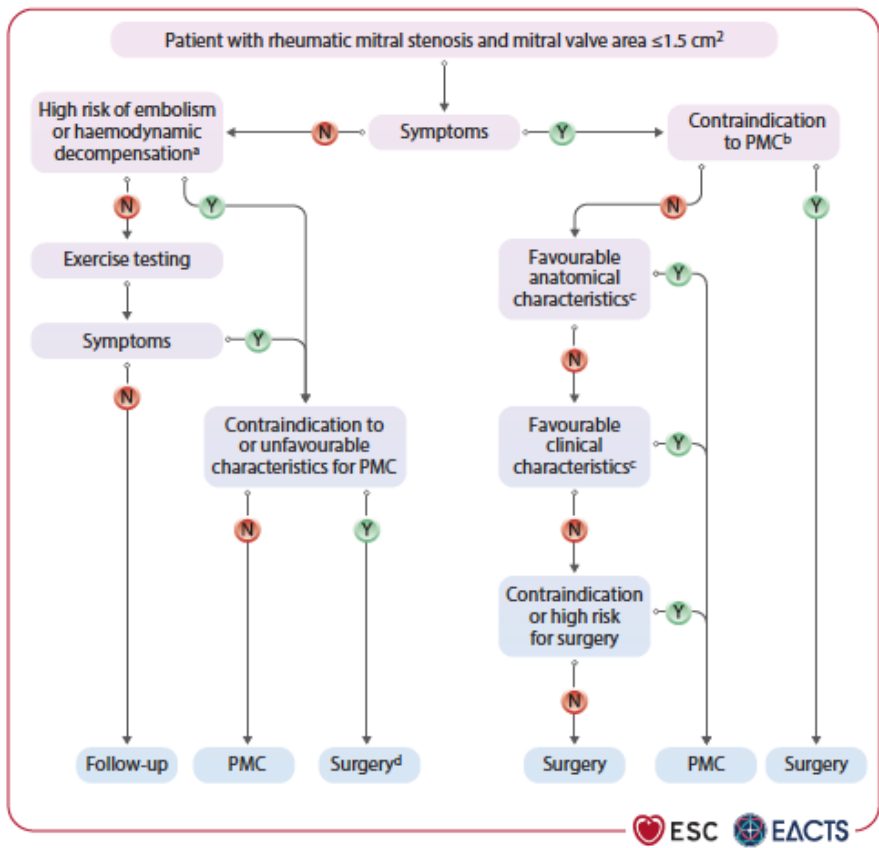 Patient with rheumatic mitral stenosis and mitral valve area ≤1.5 cm²
High risk of embolism
or haemodynamic
decompensationᵃ
N
Symptoms
Y
Contraindication
to PMCᵇ
N
Y
N
Y
Exercise testing
Favourable
anatomical
characteristicsᶜ
Y
Symptoms
Y
N
N
Contraindication to
or unfavourable
characteristics for PMC
Favourable
clinical
characteristicsᶜ
Y
N
Y
N
Contraindication
or high risk
for surgery
Y
N
Follow-up
PMC
Surgeryᵈ
Surgery
PMC
Surgery
ESC
EACTS